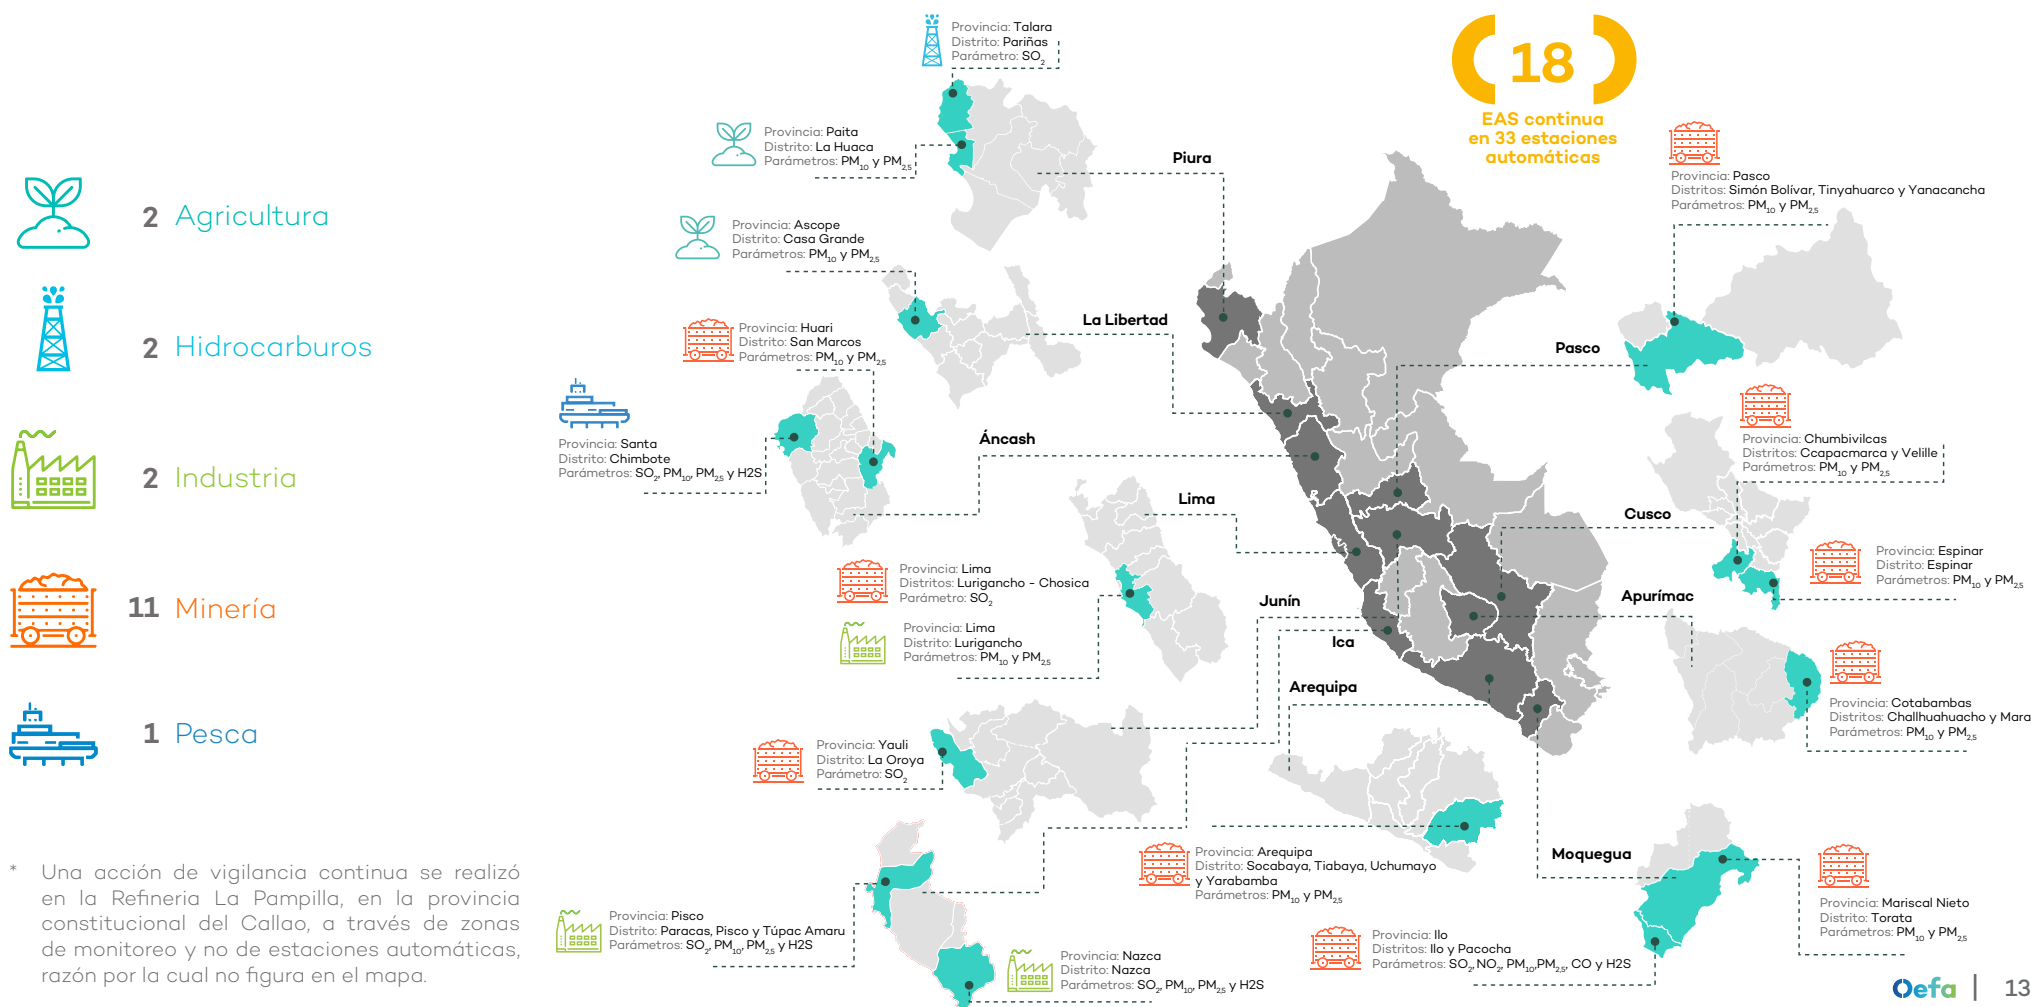 2 Agricultura
2 Hidrocarburos
2 Industria
11 Minería
1 Pesca
* Una acción de vigilancia continua se realizó
en la Refineria La Pampilla, en la provincia
constitucional del Callao, a través de zonas
de monitoreo y no de estaciones automáticas,
razón por la cual no figura en el mapa.
18
EAS continua
en 33 estaciones
automáticas
Provincia: Talara
Distrito: Pariñas
Parámetro: SO₂
Provincia: Paita
Distrito: La Huaca
Parámetros: PM₁₀ y PM₂,₅
Piura
Provincia: Ascope
Distrito: Casa Grande
Parámetros: PM₁₀ y PM₂,₅
La Libertad
Provincia: Huari
Distrito: San Marcos
Parámetros: PM₁₀ y PM₂,₅
Provincia: Santa
Distrito: Chimbote
Parámetros: SO₂, PM₁₀, PM₂,₅ y H2S
Áncash
Lima
Provincia: Lima
Distritos: Lurigancho - Chosica
Parámetro: SO₂
Provincia: Lima
Distrito: Lurigancho
Parámetros: PM₁₀ y PM₂,₅
Junín
Ica
Arequipa
Provincia: Yauli
Distrito: La Oroya
Parámetro: SO₂
Provincia: Pisco
Distrito: Paracas, Pisco y Túpac Amaru
Parámetros: SO₂, PM₁₀, PM₂,₅ y H2S
Provincia: Nazca
Distrito: Nazca
Parámetros: SO₂, PM₁₀, PM₂,₅ y H2S
Provincia: Arequipa
Distrito: Socabaya, Tiabaya, Uchumayo
y Yarabamba
Parámetros: PM₁₀ y PM₂,₅
Provincia: Pasco
Distritos: Simón Bolívar, Tinyahuarco y Yanacancha
Parámetros: PM₁₀ y PM₂,₅
Pasco
Provincia: Chumbivilcas
Distritos: Ccapacmarca y Velille
Parámetros: PM₁₀ y PM₂,₅
Cusco
Provincia: Espinar
Distrito: Espinar
Parámetros: PM₁₀ y PM₂,₅
Apurímac
Provincia: Cotabambas
Distritos: Challhuahuacho y Mara
Parámetros: PM₁₀ y PM₂,₅
Moquegua
Provincia: Mariscal Nieto
Distrito: Torata
Parámetros: PM₁₀ y PM₂,₅
Provincia: Ilo
Distritos: Ilo y Pacocha
Parámetros: SO₂, NO₂, PM₁₀, PM₂,₅, CO y H2S
Oefa | 13